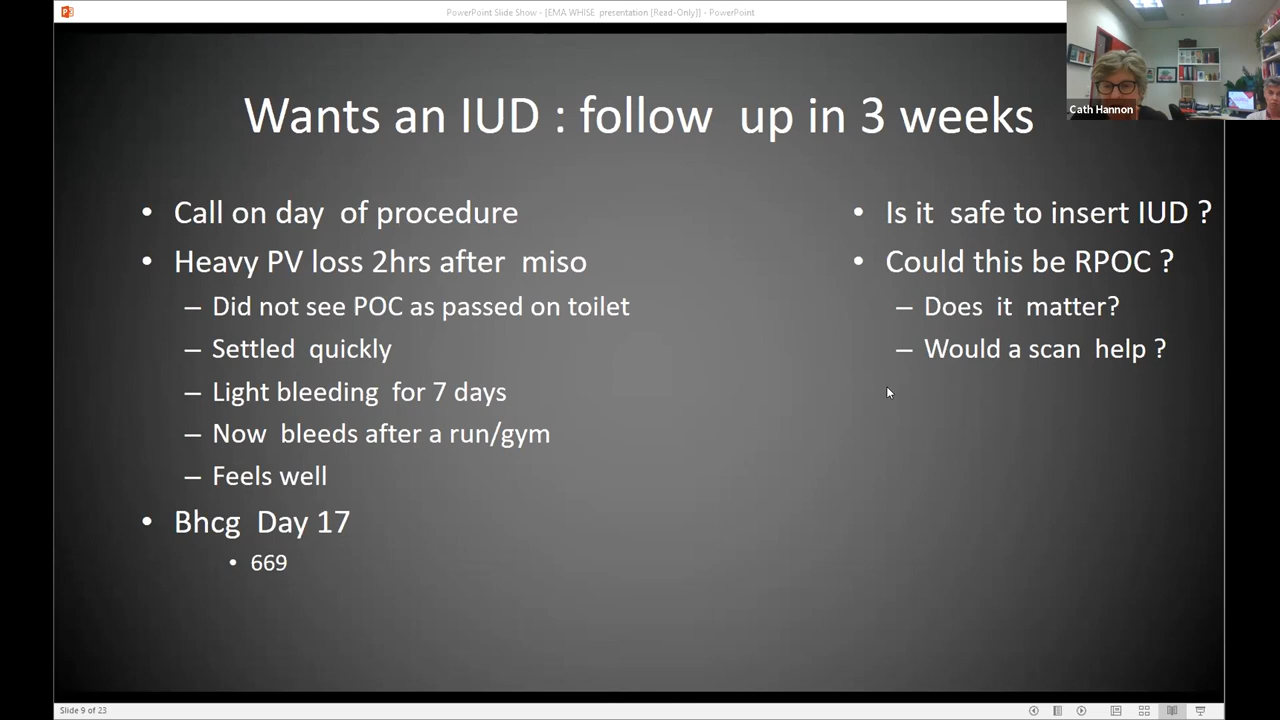 PowerPoint Slide Show - [EMA WHISE presentation [Read-Only]] - PowerPoint
Cath Hannon
Wants an IUD : follow up in 3 weeks
• Call on day of procedure
• Heavy PV loss 2hrs after miso
– Did not see POC as passed on toilet
– Settled quickly
– Light bleeding for 7 days
– Now bleeds after a run/gym
– Feels well
• Bhcg Day 17
• 669
• Is it safe to insert IUD ?
• Could this be RPOC ?
– Does it matter?
– Would a scan help ?
Slide 9 of 23